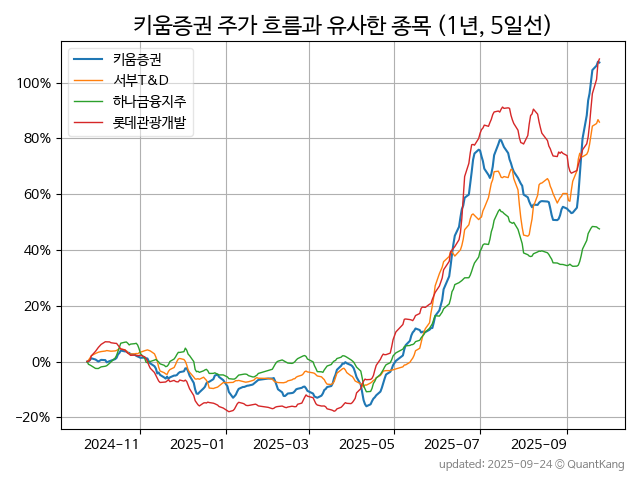 키움증권 주가 흐름과 유사한 종목 (1년, 5일선)
키움증권
서부T&D
하나금융지주
롯데관광개발
100%
80%
60%
40%
20%
0%
−20%
2024-11
2025-01
2025-03
2025-05
2025-07
2025-09
updated: 2025-09-24 © QuantKang